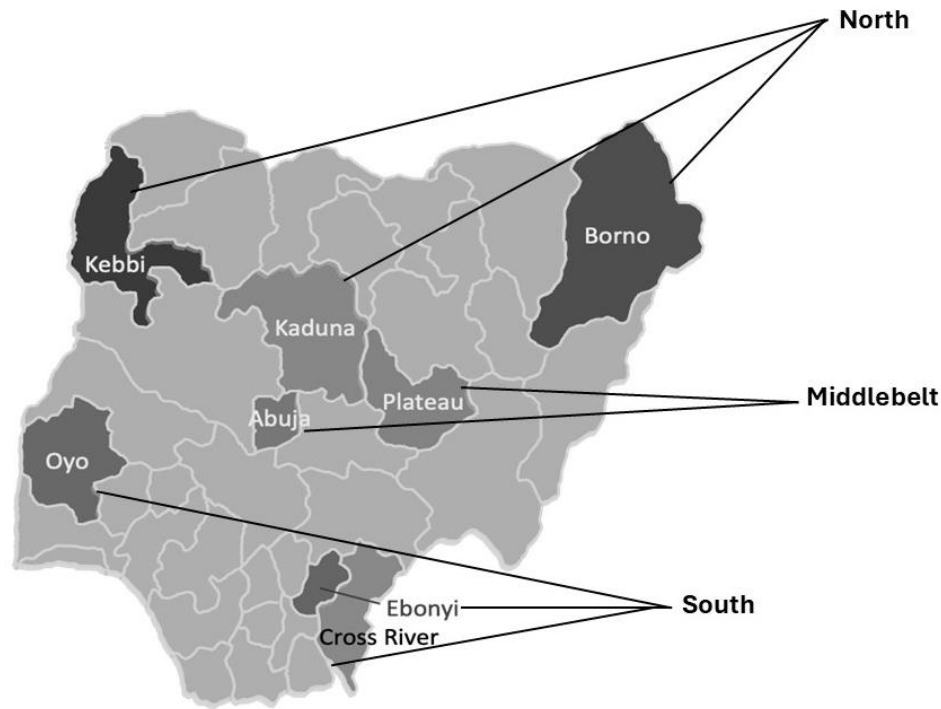 North
Borno
Kebbi
Kaduna
Middlebelt
Plateau
Abuja
Oyo
South
Ebonyi
Cross River